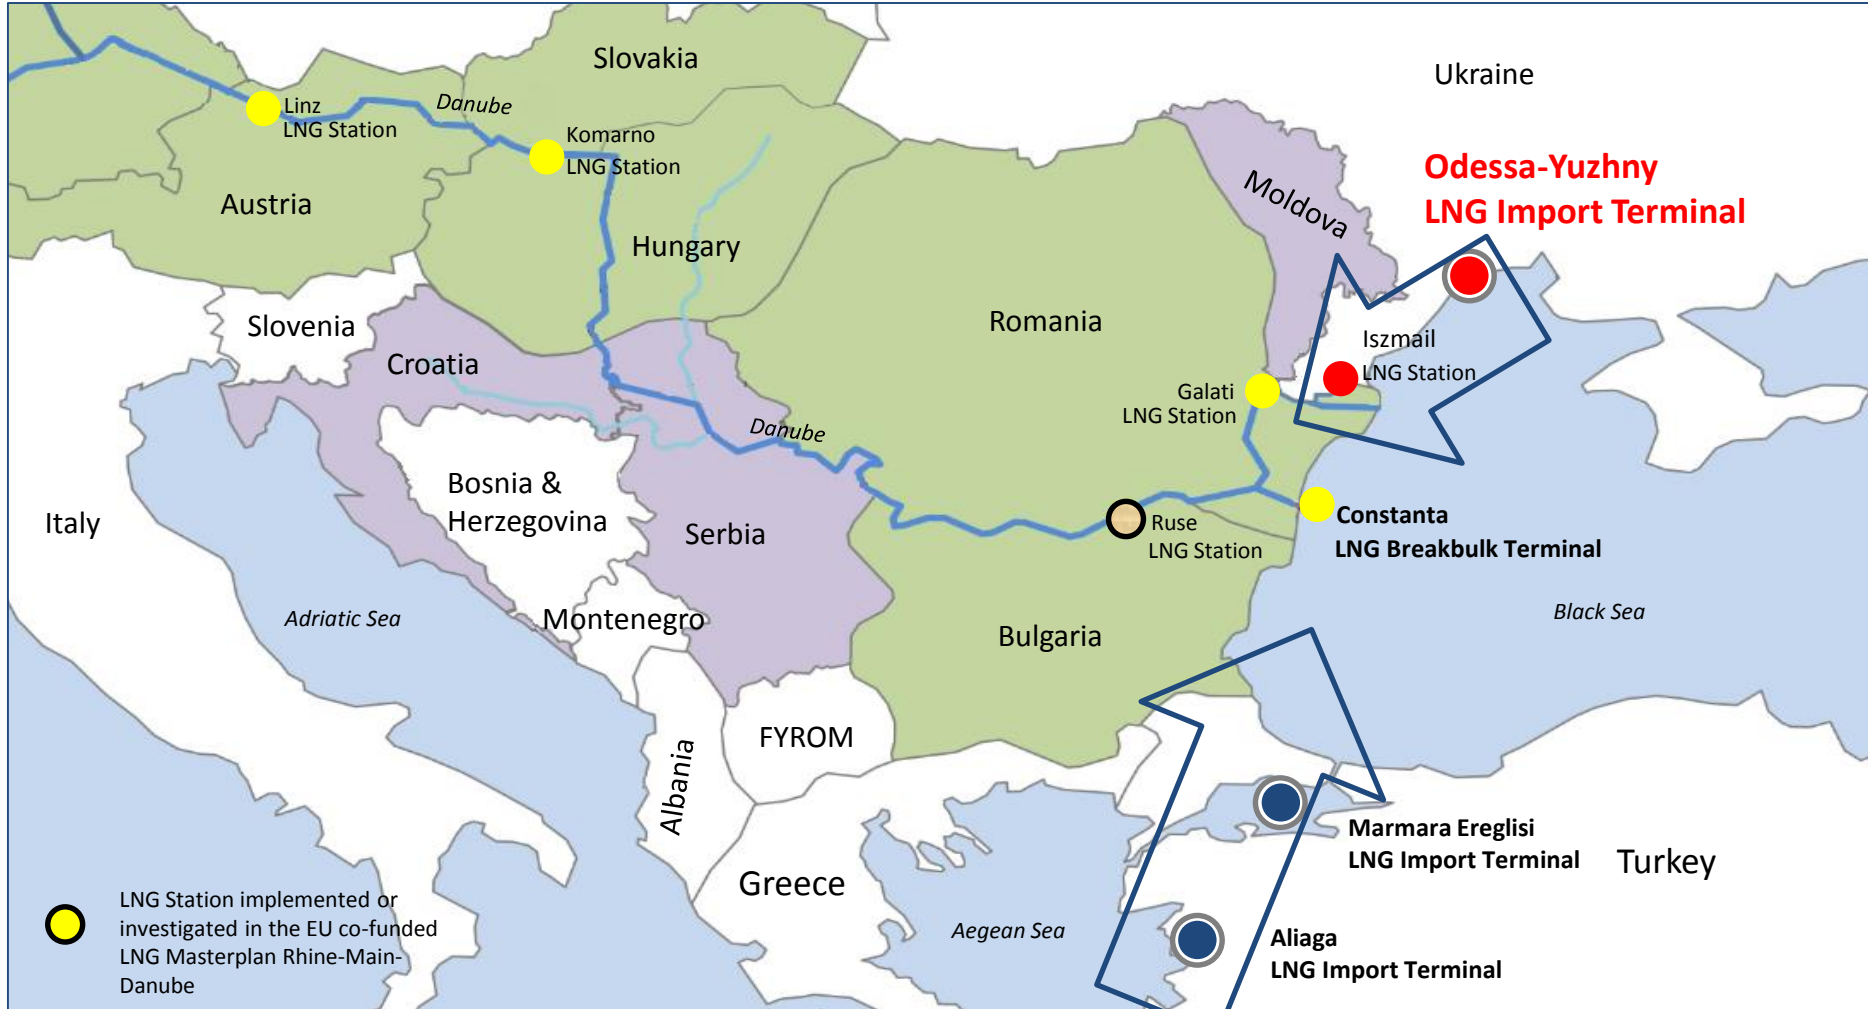 Slovakia
Ukraine
Danube
Linz
LNG Station
Komarno
LNG Station
Odessa-Yuzhny
LNG Import Terminal
Moldova
Austria
Hungary
Slovenia
Romania
Iszmail
LNG Station
Croatia
Galati
LNG Station
Danube
Bosnia &
Herzegovina
Italy
Serbia
Ruse
LNG Station
Constanta
LNG Breakbulk Terminal
Adriatic Sea
Montenegro
Bulgaria
Black Sea
FYROM
Albania
Marmara Ereglisi
LNG Import Terminal
Turkey
Greece
LNG Station implemented or
investigated in the EU co-funded
LNG Masterplan Rhine-Main-
Danube
Aegean Sea
Aliaga
LNG Import Terminal